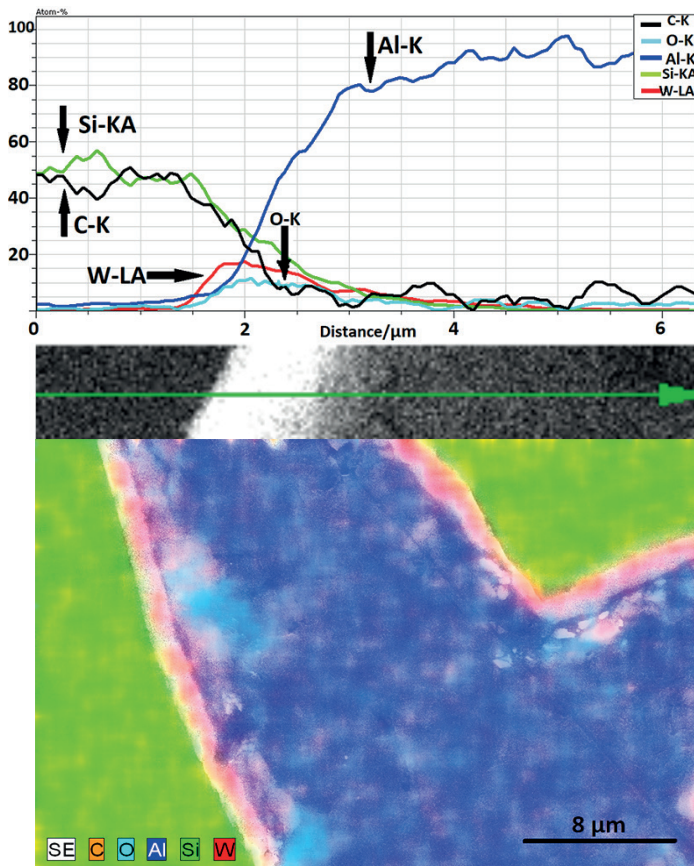 Atom-%
100
80
60
40
20
0
2
4
6
Distance/µm
Si-KA
C-K
W-LA
O-K
Al-K
C-K
O-K
Al-K
Si-KA
W-LA
SE C O Al Si W
8 µm